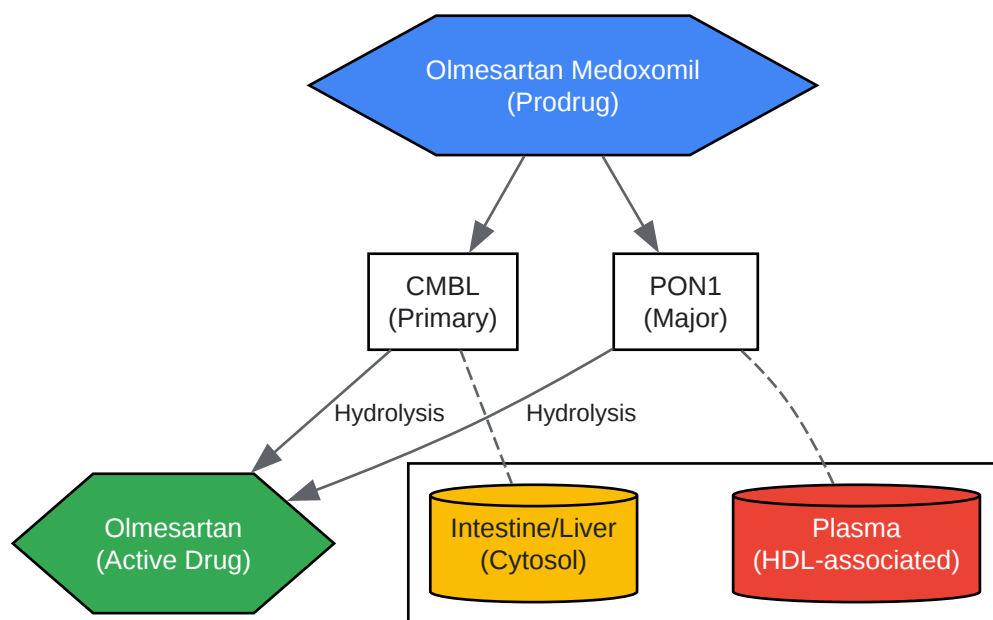 Olmesartan Medoxomil
(Prodrug)
CMBL
(Primary)
PON1
(Major)
Hydrolysis
Hydrolysis
Olmesartan
(Active Drug)
Intestine/Liver
(Cytosol)
Plasma
(HDL-associated)